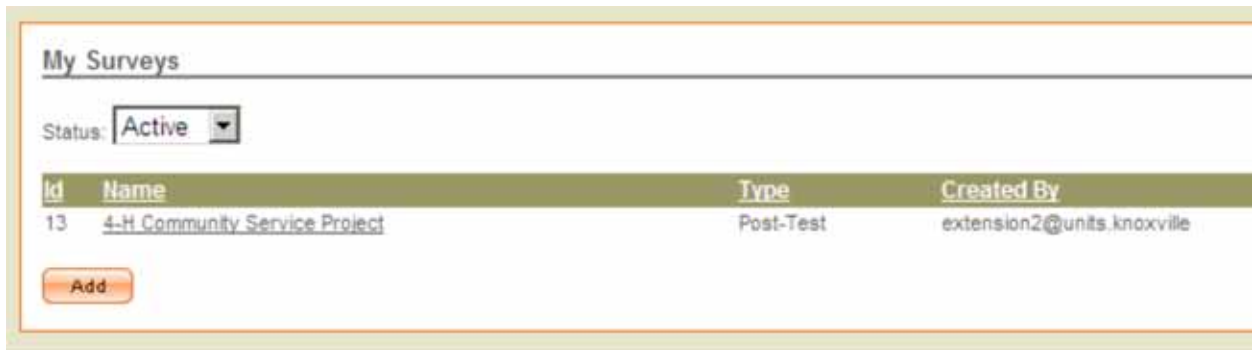 My Surveys
Status: Active
Id Name Type Created By
13 4-H Community Service Project Post-Test extension2@units.knoxville
Add